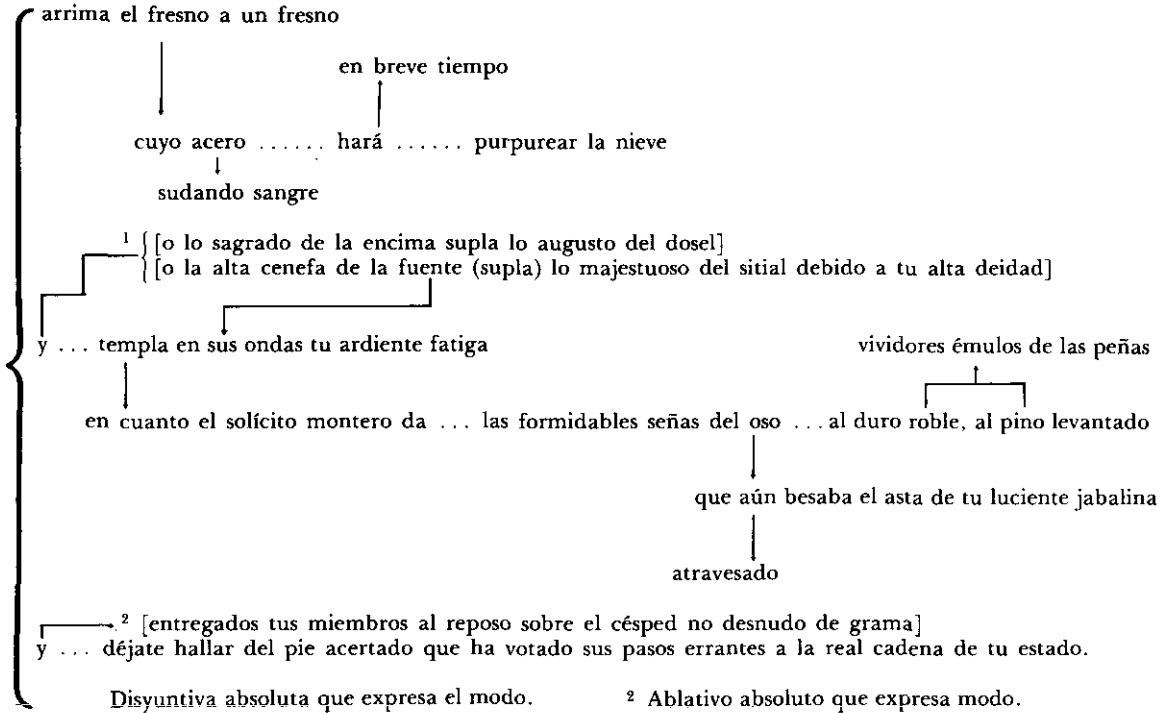 arrima el fresno a un fresno
en breve tiempo
cuyo acero ...... hará ...... purpurear la nieve
sudando sangre
1 [o lo sagrado de la encima supla lo augusto del dosel]
[o la alta cenefa de la fuente (supla) lo majestuoso del sitial debido a tu alta deidad]
y ... templa en sus ondas tu ardiente fatiga
vividores émulos de las peñas
en cuanto el solícito montero da ... las formidables señas del oso ... al duro roble, al pino levantado
que aún besaba el asta de tu luciente jabalina
atravesado
2 [entregados tus miembros al reposo sobre el césped no desnudo de grama]
y ... déjate hallar del pie acertado que ha votado sus pasos errantes a la real cadena de tu estado.
Disyuntiva absoluta que expresa el modo. 2 Ablativo absoluto que expresa modo.